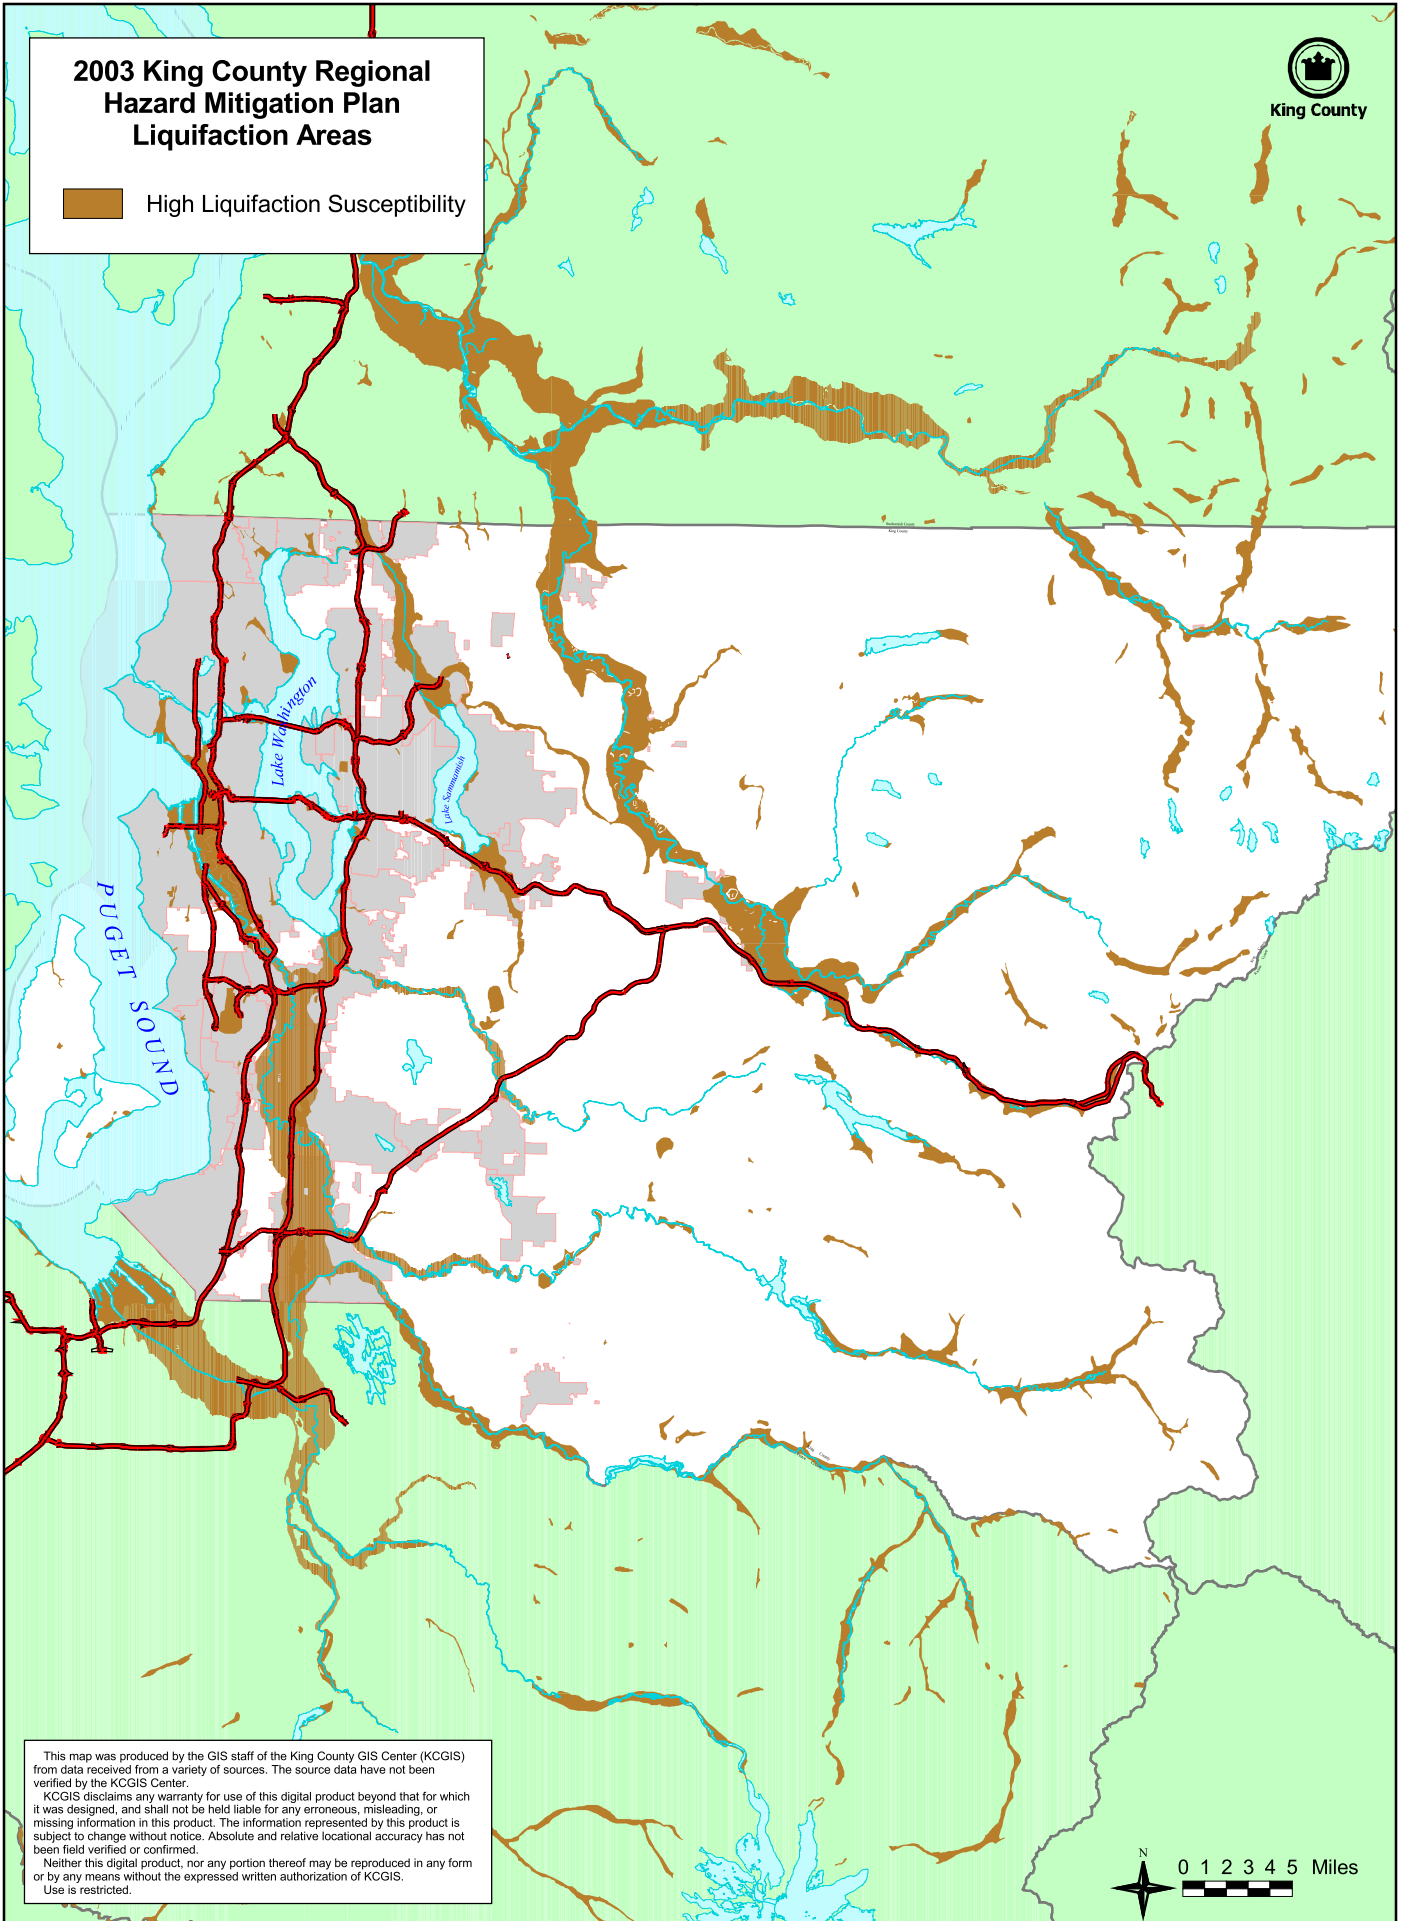 2003 King County Regional
Hazard Mitigation Plan
Liquifaction Areas
High Liquifaction Susceptibility
King County
Snohomish County
King County
Lake Washington
Lake Sammamish
PUGET SOUND
This map was produced by the GIS staff of the King County GIS Center (KCGIS)
from data received from a variety of sources. The source data have not been
verified by the KCGIS Center.
KCGIS disclaims any warranty for use of this digital product beyond that for which
it was designed, and shall not be held liable for any erroneous, misleading, or
missing information in this product. The information represented by this product is
subject to change without notice. Absolute and relative locational accuracy has not
been field verified or confirmed.
Neither this digital product, nor any portion thereof may be reproduced in any form
or by any means without the expressed written authorization of KCGIS.
Use is restricted.
N
0 1 2 3 4 5 Miles